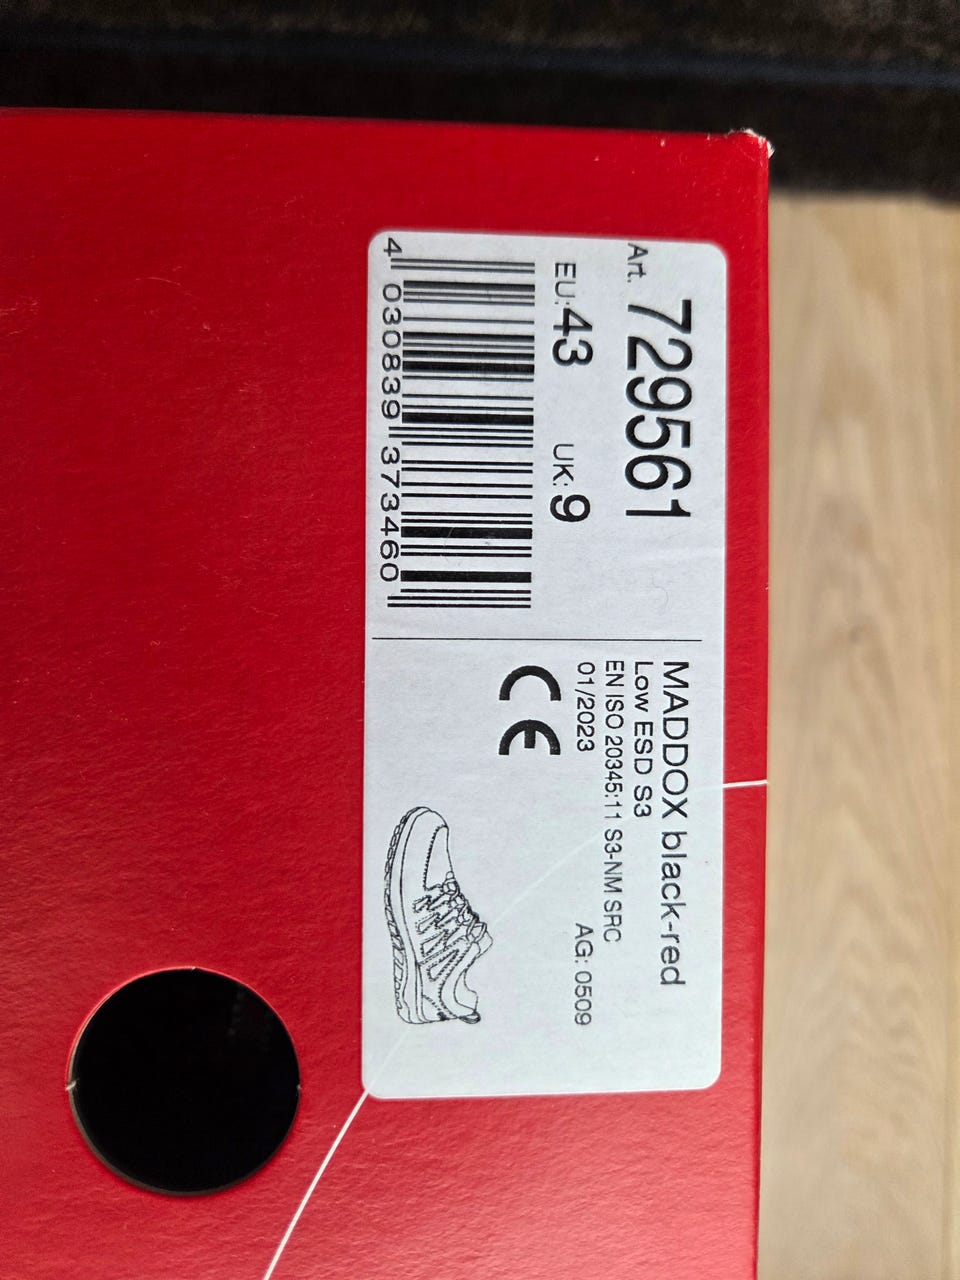 Art. 729561
EU: 43 UK: 9
4 030839 373460
MADDOX black-red
Low ESD S3
EN ISO 20345:11 S3-NM SRC
01/2023 AG: 0509
CE